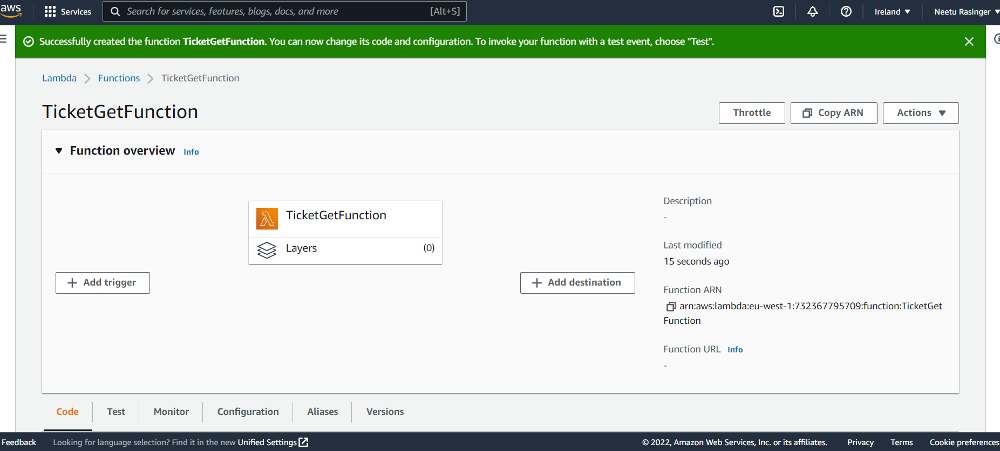 aws Services Search for services, features, blogs, docs, and more [Alt+S] Ireland Neetu Rasinger
Successfully created the function TicketGetFunction. You can now change its code and configuration. To invoke your function with a test event, choose "Test".
Lambda Functions TicketGetFunction
TicketGetFunction
Throttle Copy ARN Actions
Function overview Info
TicketGetFunction
Layers (0)
Add trigger
Add destination
Description
-
Last modified
15 seconds ago
Function ARN
arn:aws:lambda:eu-west-1:732367795709:function:TicketGet
Function
Function URL Info
-
Code Test Monitor Configuration Aliases Versions
Feedback Looking for language selection? Find it in the new Unified Settings © 2022, Amazon Web Services, Inc. or its affiliates. Privacy Terms Cookie preferences